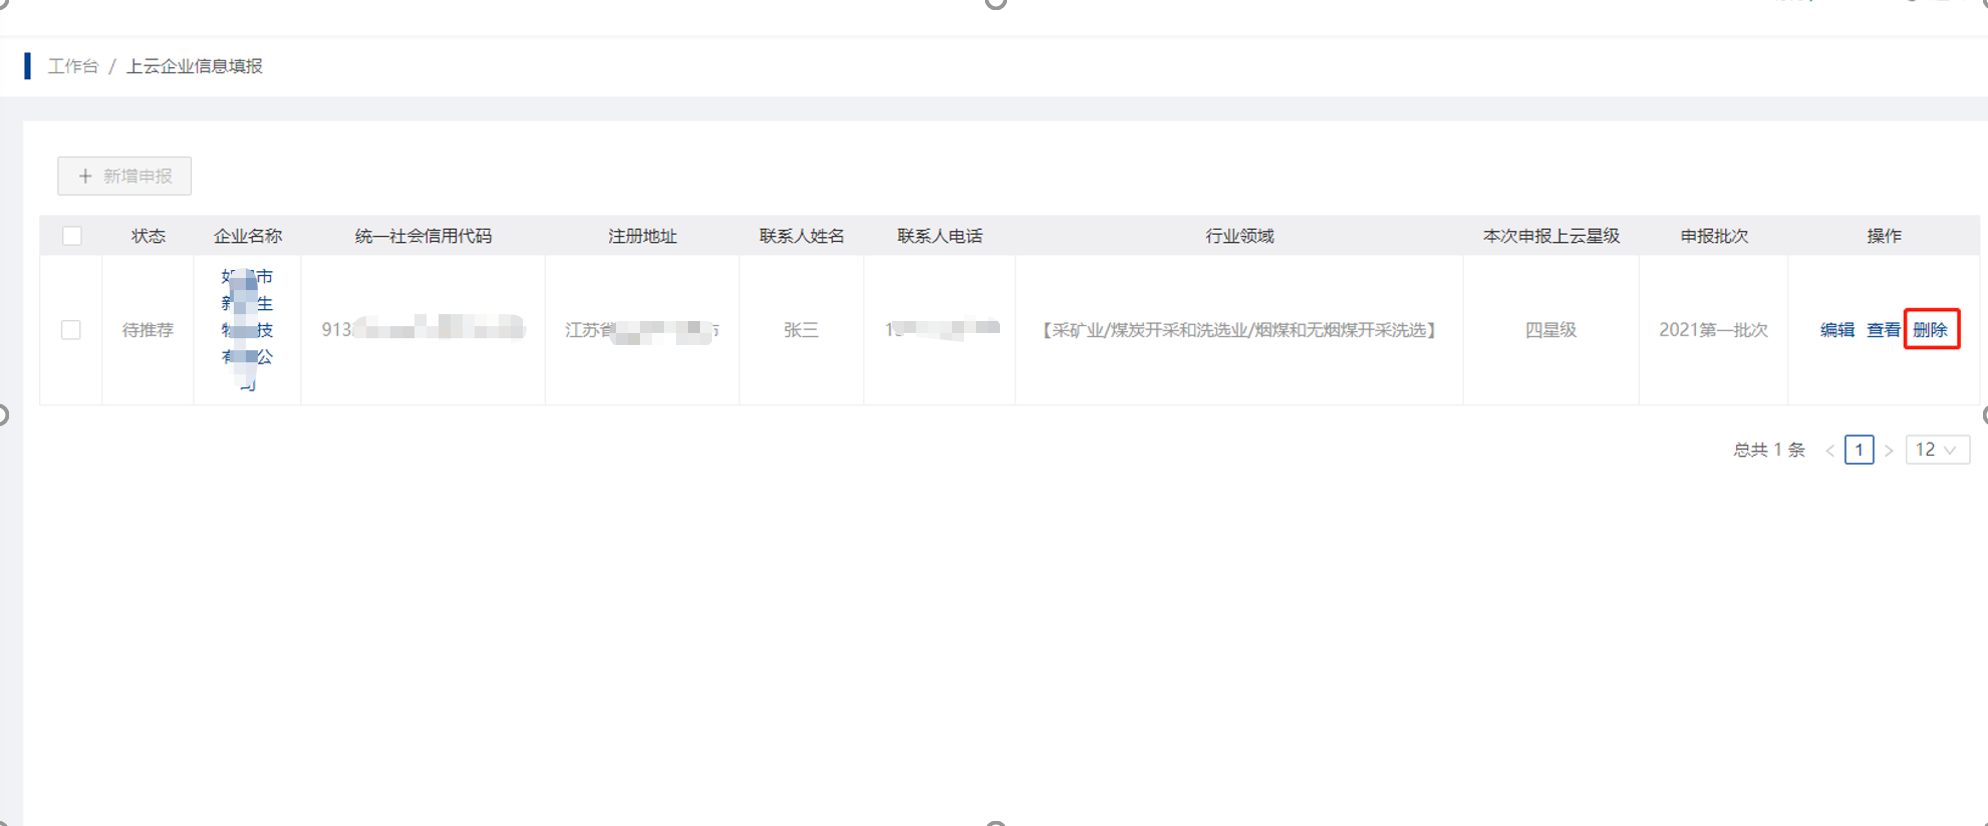 工作台 / 上云企业信息填报
+ 新增申报
状态 企业名称 统一社会信用代码 注册地址 联系人姓名 联系人电话 行业领域 本次申报上云星级 申报批次 操作
市
生
待推荐 技 913 江苏省 张三 1 【采矿业/煤炭开采和洗选业/烟煤和无烟煤开采洗选】 四星级 2021第一批次 编辑 查看 删除
有 公
司
总共 1 条 < 1 > 12